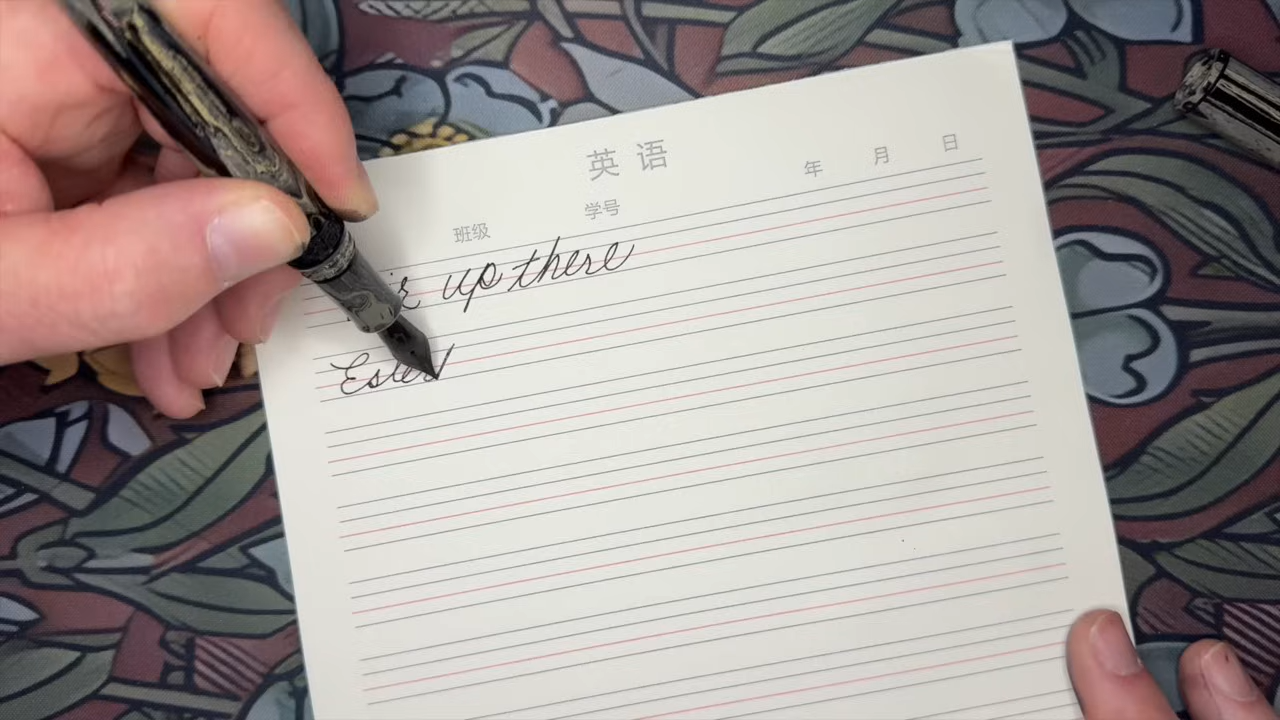 英语
年 月 日
班级 学号
up there